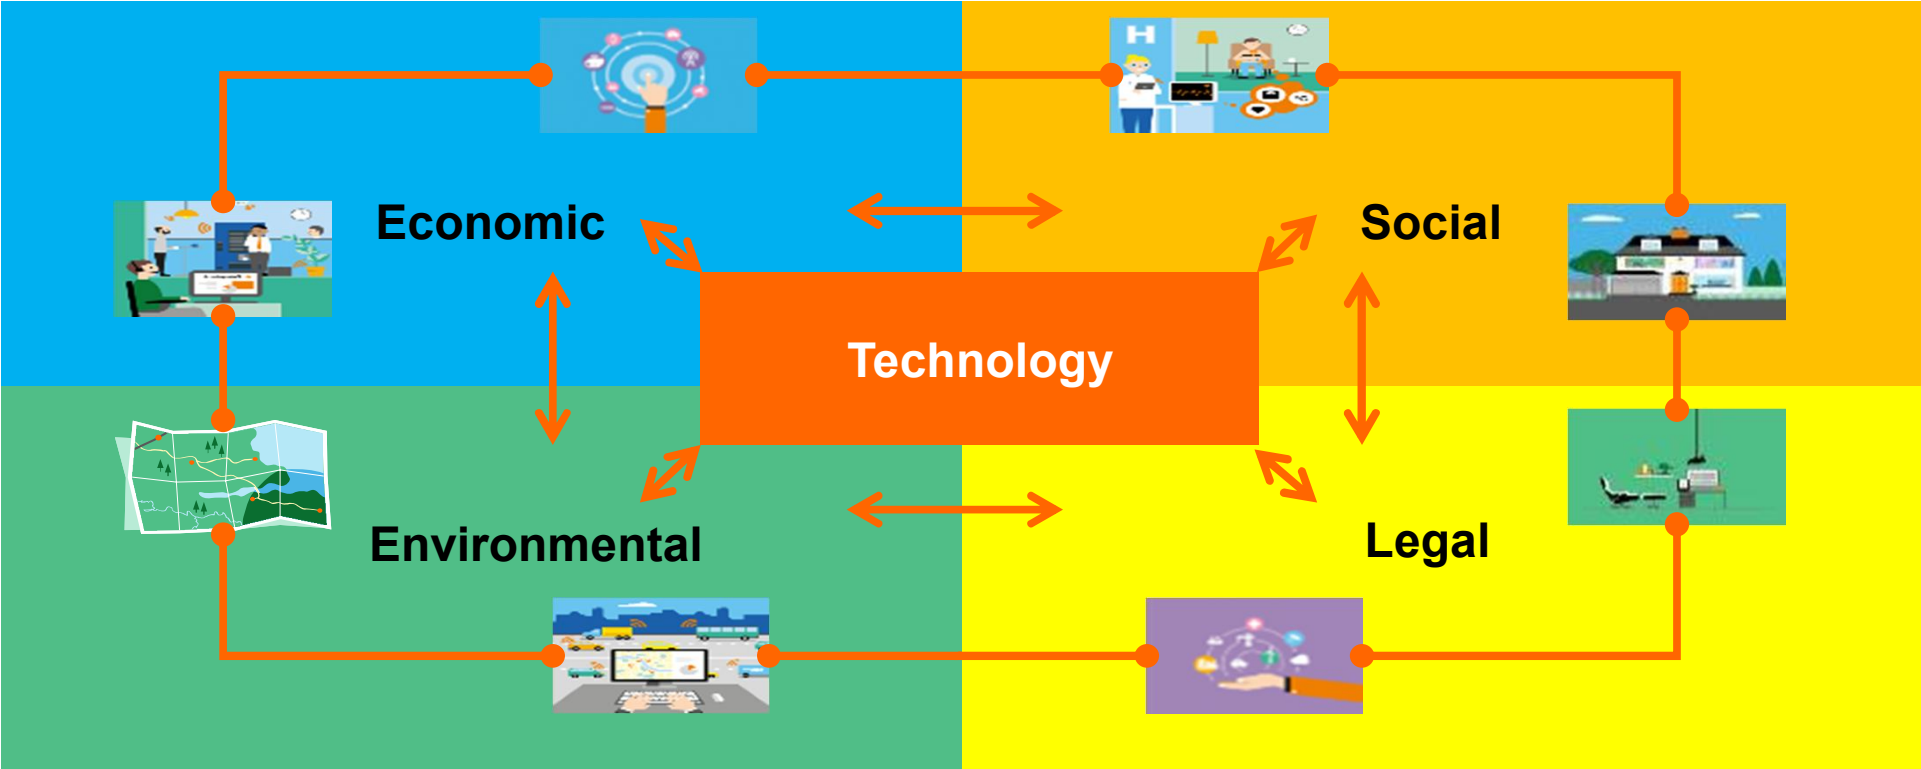 H
Economic
Social
Technology
Environmental
Legal